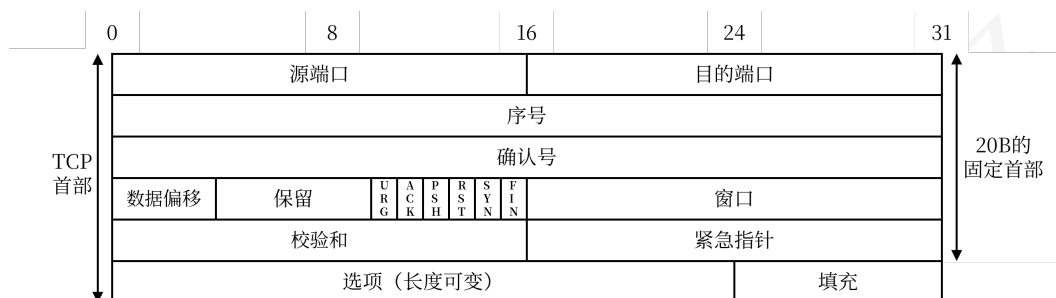 0 8 16 24 31
源端口 目的端口
序号
确认号
TCP
首部
20B的
固定首部
数据偏移 保留 URG ACK PSH RST SYN FIN 窗口
校验和 紧急指针
选项（长度可变） 填充